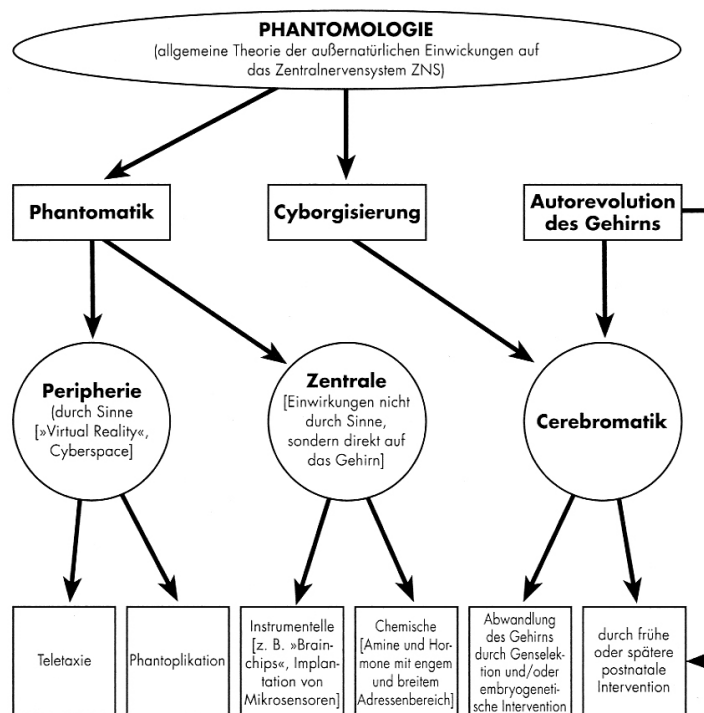 PHANTOMOLOGIE
(allgemeine Theorie der außernatürlichen Einwickungen auf
das Zentralnervensystem ZNS)
Phantomatik
Cyborgisierung
Autorevolution
des Gehirns
Peripherie
(durch Sinne
[»Virtual Reality«,
Cyberspace]
Zentrale
[Einwirkungen nicht
durch Sinne,
sondern direkt auf
das Gehirn]
Cerebromatik
Teletaxie
Phantoplikation
Instrumentelle
[z. B. »Brain-
chips«, Implan-
tation von
Mikrosensoren]
Chemische
[Amine und Hor-
mone mit engem
und breitem
Adressenbereich]
Abwandlung
des Gehirns
durch Genselek-
tion und/oder
embryogeneti-
sche Intervention
durch frühe
oder spätere
postnatale
Intervention